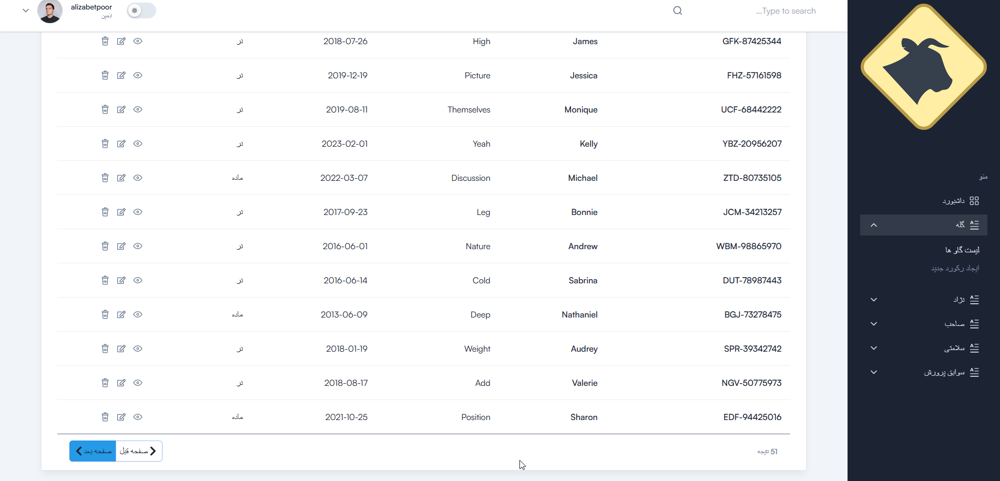 alizabetpoor
ادمین
Type to search...
GFK-87425344 James High 2018-07-26 نر
FHZ-57161598 Jessica Picture 2019-12-19 نر
UCF-68442222 Monique Themselves 2019-08-11 نر
YBZ-20956207 Kelly Yeah 2023-02-01 نر
ZTD-80735105 Michael Discussion 2022-03-07 ماده
JCM-34213257 Bonnie Leg 2017-09-23 نر
WBM-98865970 Andrew Nature 2016-06-01 نر
DUT-78987443 Sabrina Cold 2016-06-14 نر
BGJ-73278475 Nathaniel Deep 2013-06-09 ماده
SPR-39342742 Audrey Weight 2018-01-19 نر
NGV-50775973 Valerie Add 2018-08-17 نر
EDF-94425016 Sharon Position 2021-10-25 ماده
51 نتیجه
صفحه قبل
صفحه بعد
منو
داشبورد
گله
لیست گاو ها
ایجاد رکورد جدید
نژاد
صاحب
سلامتی
سوابق پرورش